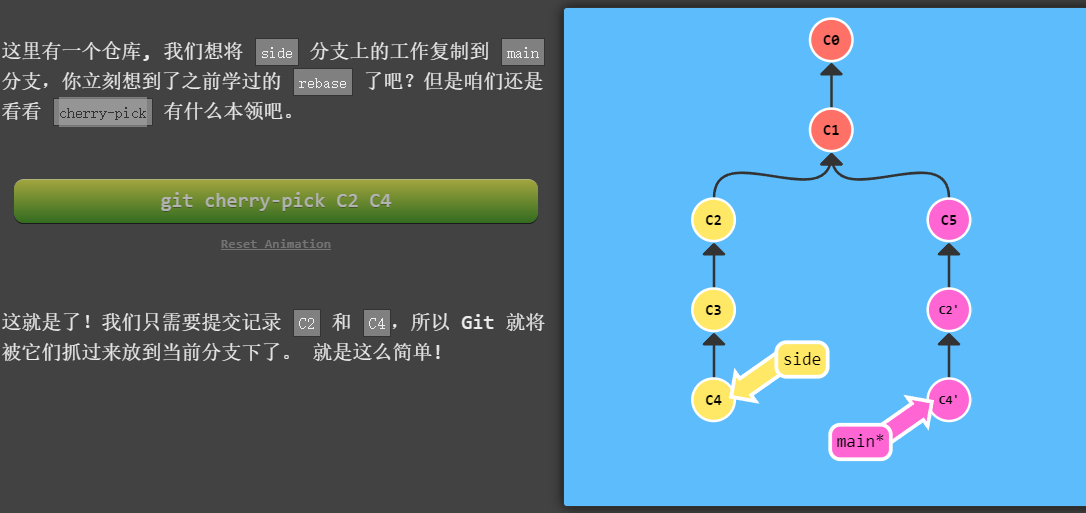 这里有一个仓库, 我们想将 side 分支上的工作复制到 main
分支，你立刻想到了之前学过的 rebase 了吧？但是咱们还是
看看 cherry-pick 有什么本领吧。
git cherry-pick C2 C4
Reset Animation
这就是了！我们只需要提交记录 C2 和 C4，所以 Git 就将
被它们抓过来放到当前分支下了。 就是这么简单!
C0
C1
C2
C5
C3
C2'
side
C4
C4'
main*